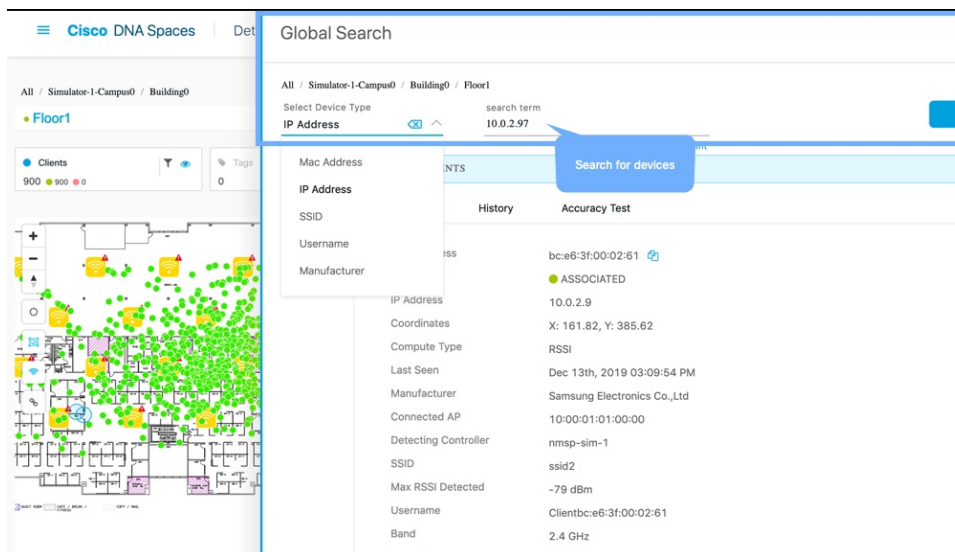 Cisco DNA Spaces
Det
Global Search
All / Simulator-1-Campus0 / Building0
Floor1
Clients
900 900 0
Tags
0
All / Simulator-1-Campus0 / Building0 / Floor1
Select Device Type
search term
IP Address
10.0.2.97
Search for devices
Mac Address
IP Address
SSID
Username
Manufacturer
NTS
History
Accuracy Test
ess
bc:e6:3f:00:02:61
ASSOCIATED
IP Address
10.0.2.9
Coordinates
X: 161.82, Y: 385.62
Compute Type
RSSI
Last Seen
Dec 13th, 2019 03:09:54 PM
Manufacturer
Samsung Electronics Co.,Ltd
Connected AP
10:00:01:01:00:00
Detecting Controller
nmsp-sim-1
SSID
ssid2
Max RSSI Detected
-79 dBm
Username
Clientbc:e6:3f:00:02:61
Band
2.4 GHz
COPY / MAIL